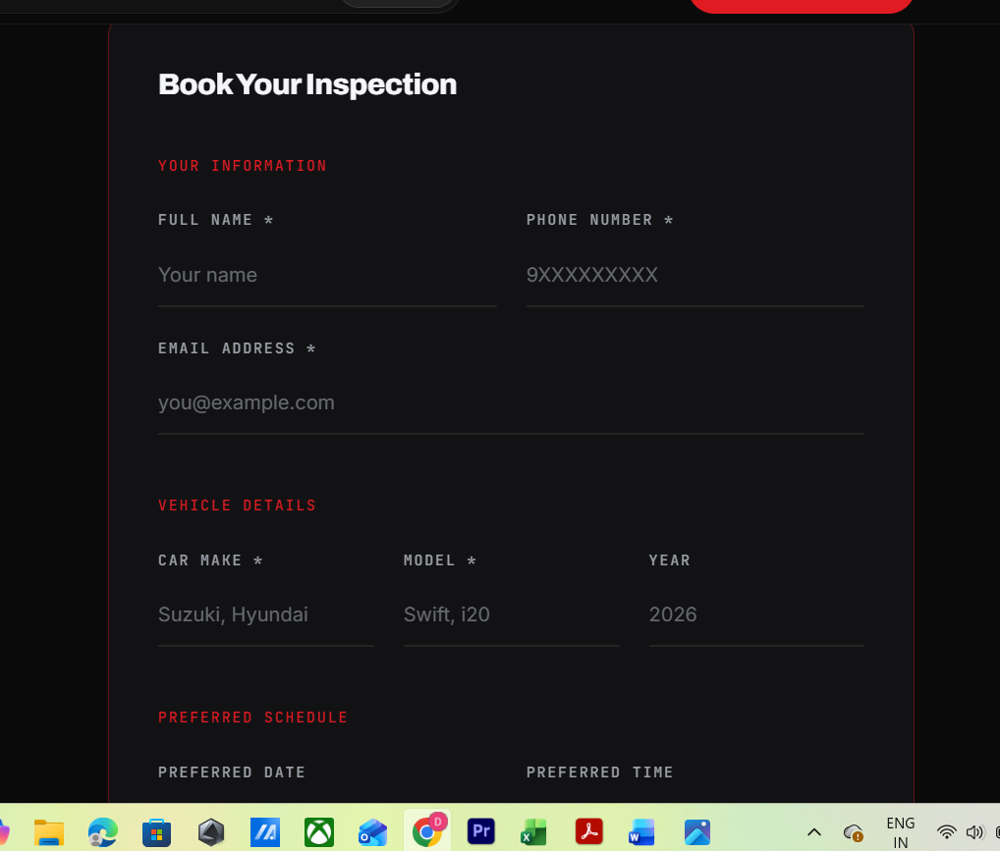 Book Your Inspection
YOUR INFORMATION
FULL NAME * PHONE NUMBER *
Your name 9XXXXXXXXX
EMAIL ADDRESS *
you@example.com
VEHICLE DETAILS
CAR MAKE * MODEL * YEAR
Suzuki, Hyundai Swift, i20 2026
PREFERRED SCHEDULE
PREFERRED DATE PREFERRED TIME
D Pr ENG
IN